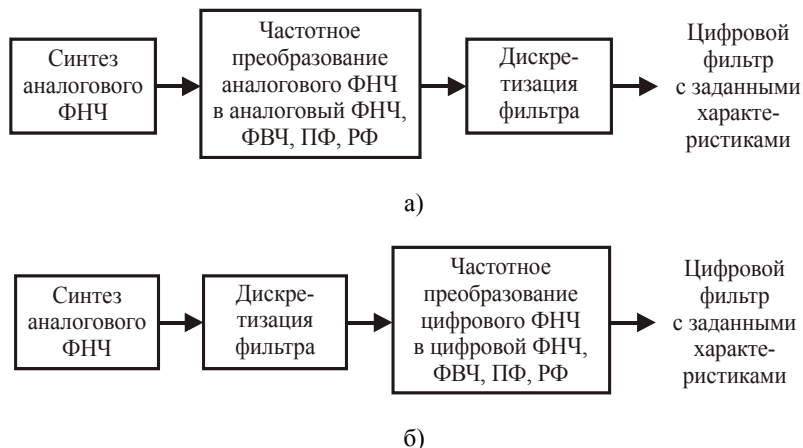 Синтез
аналогового
ФНЧ
Частотное
преобразование
аналогового ФНЧ
в аналоговый ФНЧ,
ФВЧ, ПФ, РФ
Дискре-
тизация
фильтра
Цифровой
фильтр
с заданными
характе-
ристиками
а)
Синтез
аналогового
ФНЧ
Дискре-
тизация
фильтра
Частотное
преобразование
цифрового ФНЧ
в цифровой ФНЧ,
ФВЧ, ПФ, РФ
Цифровой
фильтр
с заданными
характе-
ристиками
б)